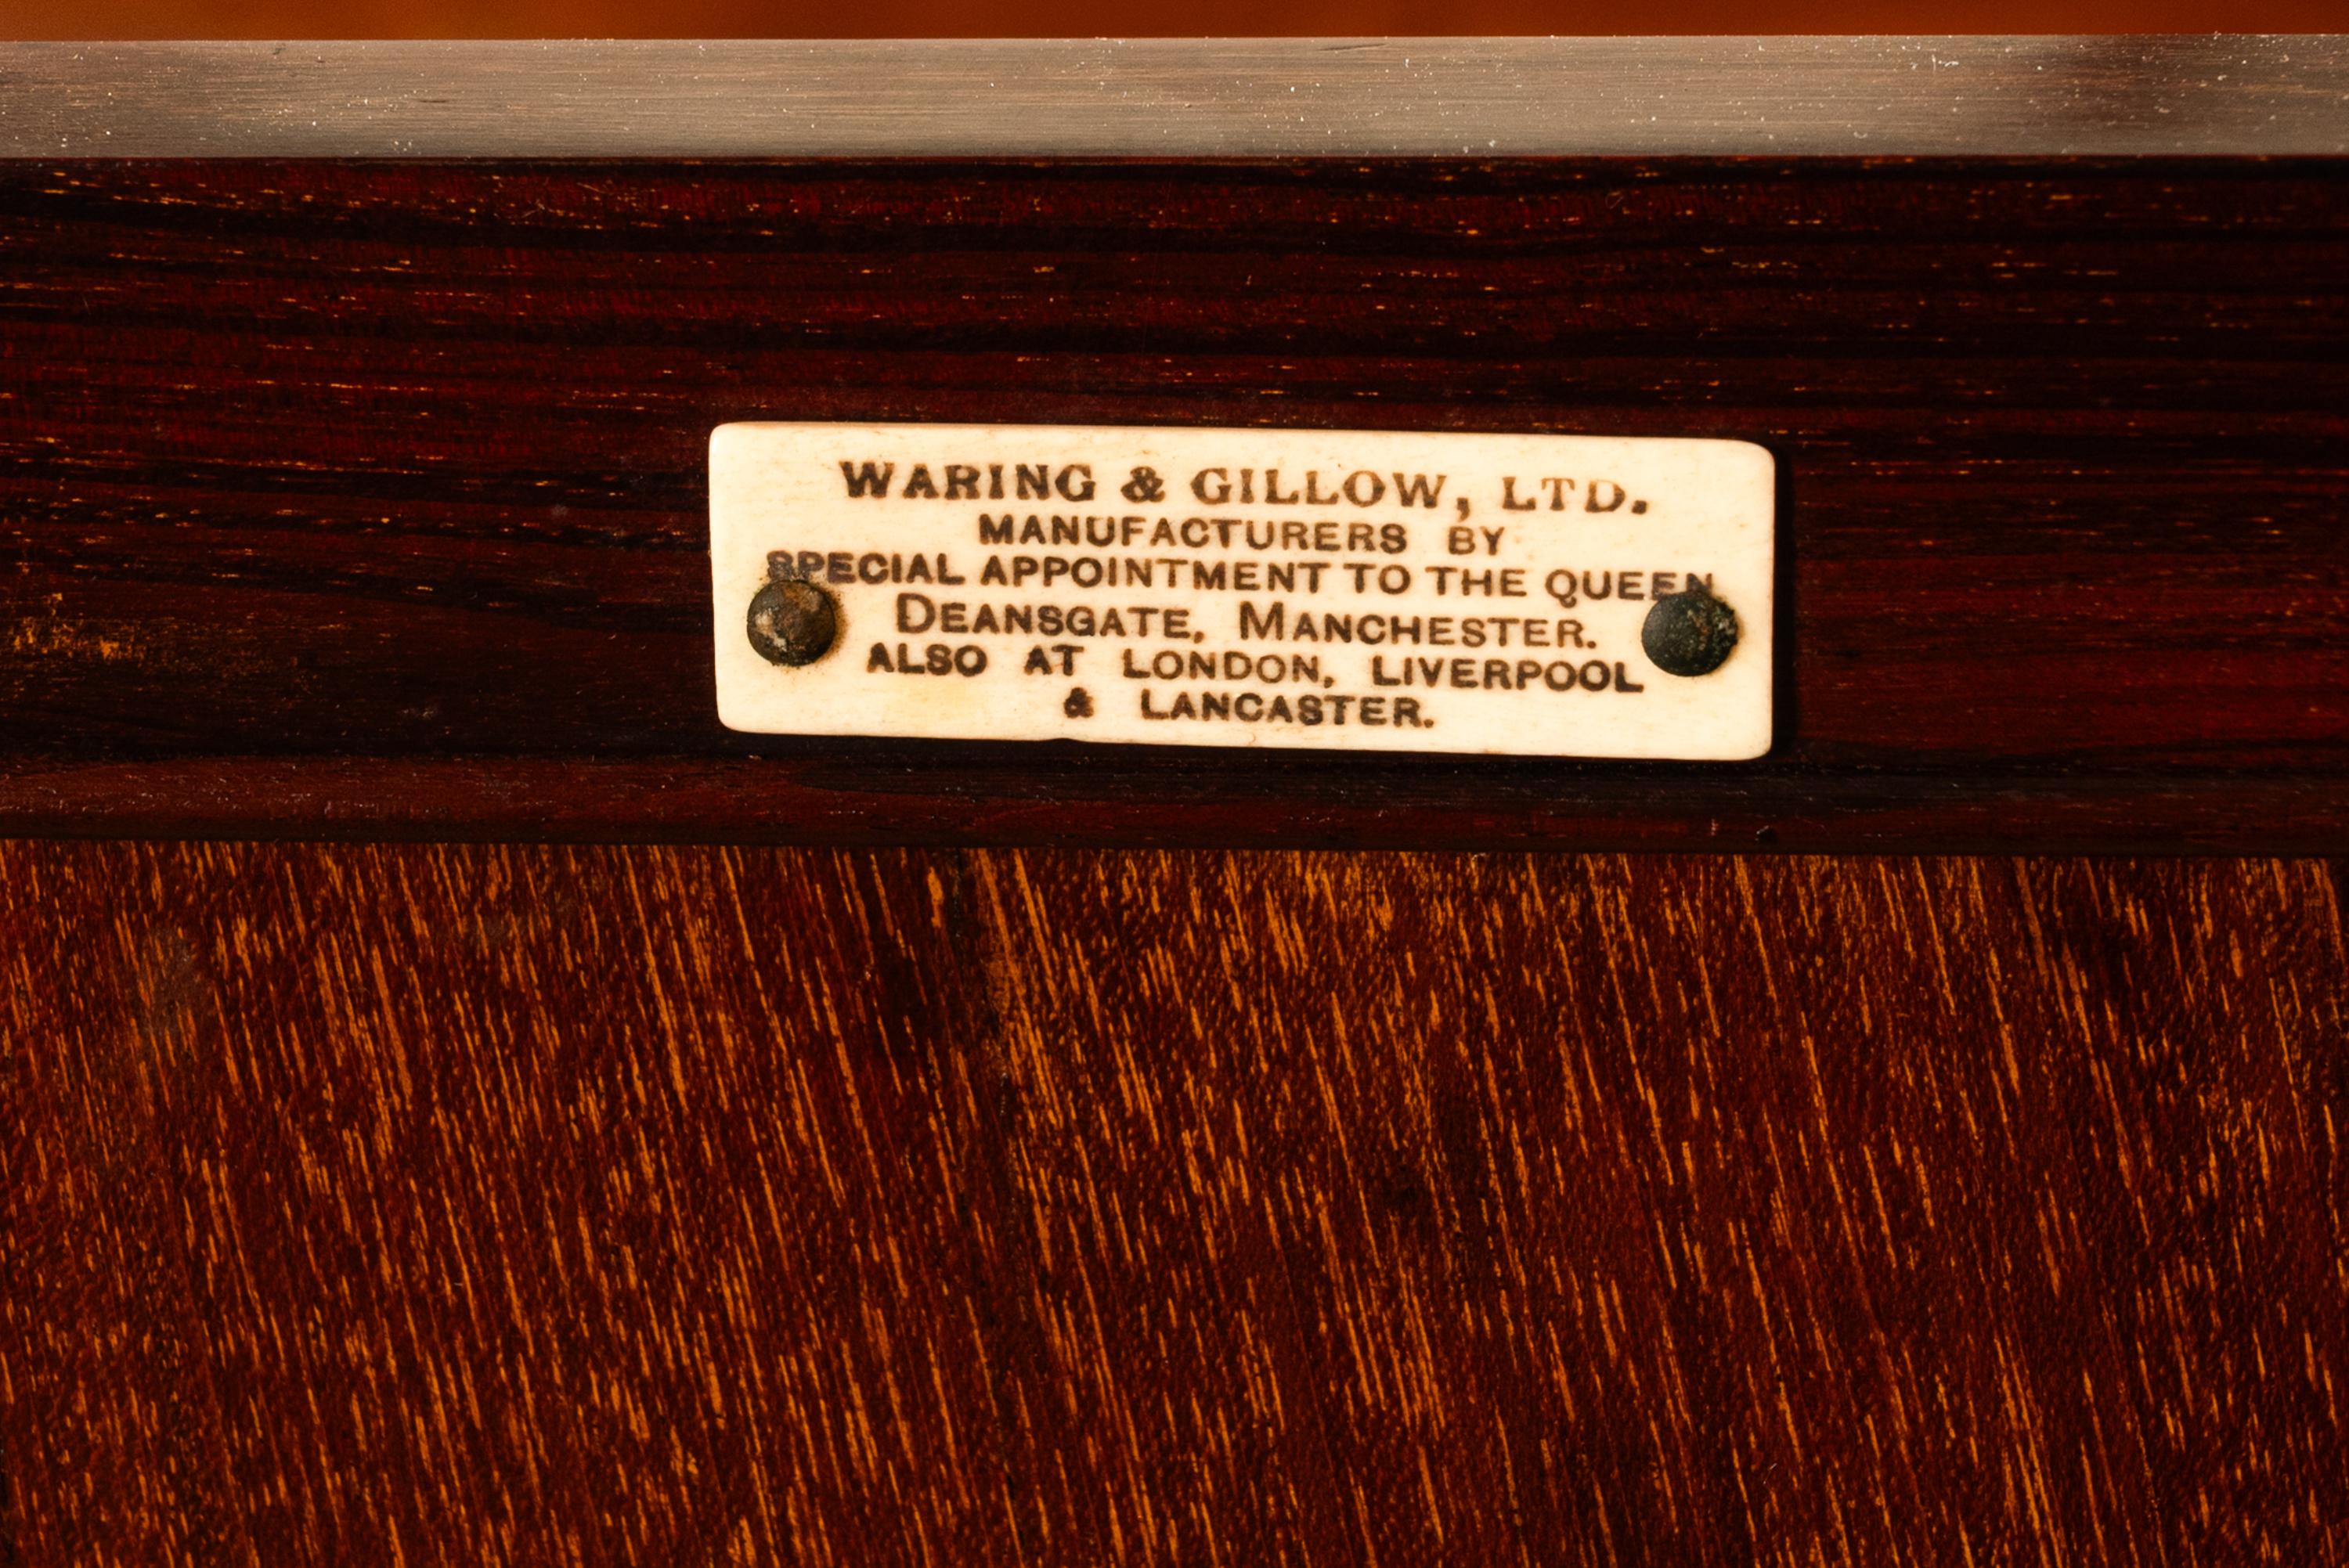 WARING & GILLOW, LTD.
MANUFACTURERS BY
SPECIAL APPOINTMENT TO THE QUEEN
DEANSGATE, MANCHESTER.
ALSO AT LONDON, LIVERPOOL
& LANCASTER.